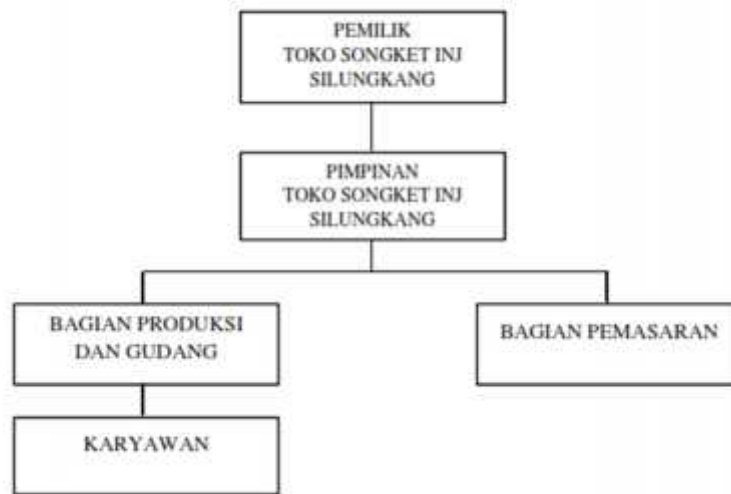 PEMILIK
TOKO SONGKET INJ
SILUNGKANG
PIMPINAN
TOKO SONGKET INJ
SILUNGKANG
BAGIAN PRODUKSI
DAN GUDANG
BAGIAN PEMASARAN
KARYAWAN